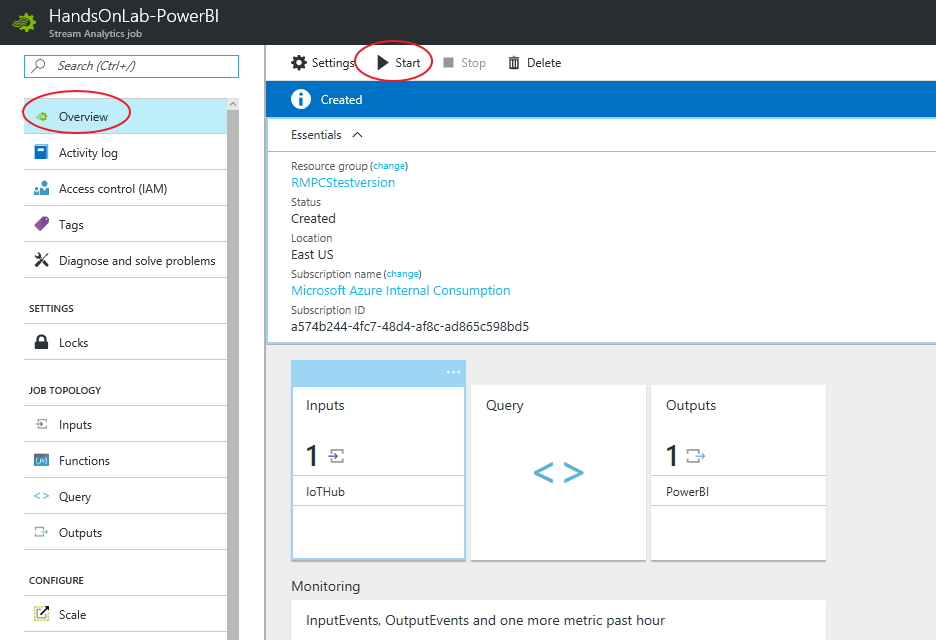 HandsOnLab-PowerBI
Stream Analytics job
Search (Ctrl+/)
Overview
Activity log
Access control (IAM)
Tags
Diagnose and solve problems
SETTINGS
Locks
JOB TOPOLOGY
Inputs
Functions
Query
Outputs
CONFIGURE
Scale
Settings Start Stop Delete
Created
Essentials
Resource group (change)
RMPCStestversion
Status
Created
Location
East US
Subscription name (change)
Microsoft Azure Internal Consumption
Subscription ID
a574b244-4fc7-48d4-af8c-ad865c598bd5
Inputs
1
IoTHub
Query
< >
Outputs
1
PowerBI
Monitoring
InputEvents, OutputEvents and one more metric past hour